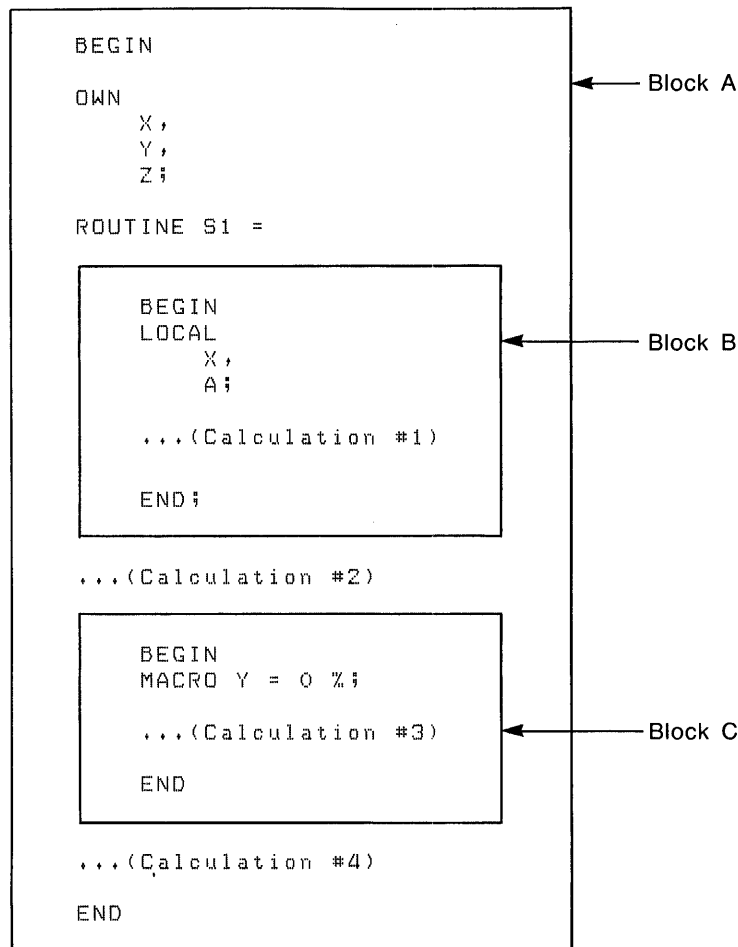 BEGIN
Block A
OWN
X,
Y,
Z;
ROUTINE S1 =
BEGIN
LOCAL
Block B
X,
A;
...(Calculation #1)
END;
...(Calculation #2)
BEGIN
MACRO Y = 0 %;
...(Calculation #3)
Block C
END
...(Calculation #4)
END